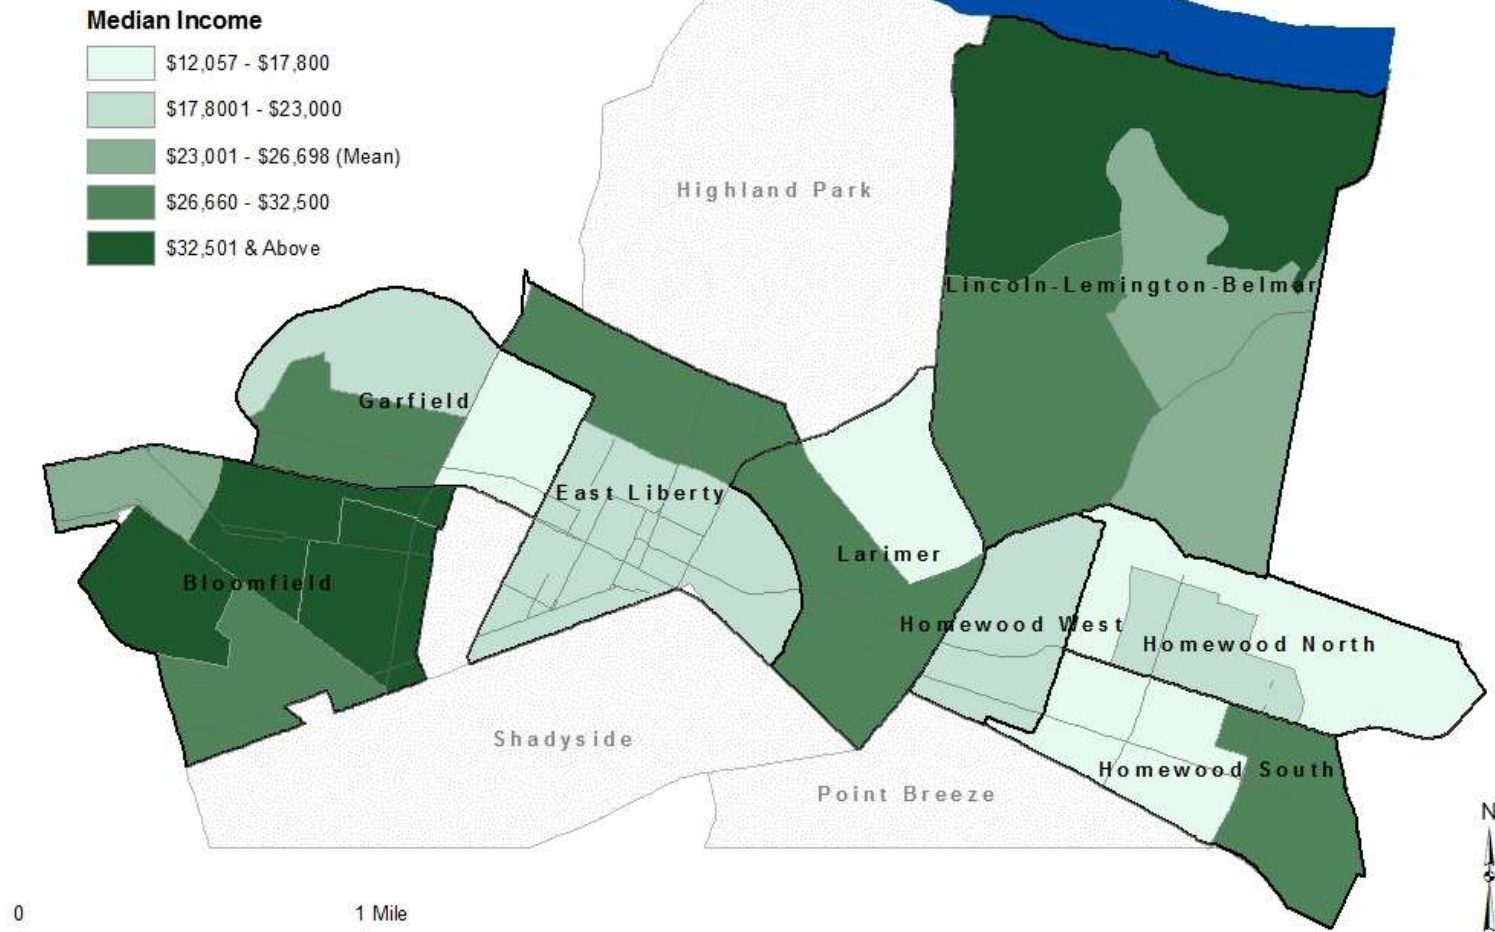 Median Income
$12,057 - $17,800
$17,8001 - $23,000
$23,001 - $26,698 (Mean)
$26,660 - $32,500
$32,501 & Above
Highland Park
Lincoln-Lemington-Belmar
Garfield
East Liberty
Larimer
Bloomfield
Homewood West
Homewood North
Shadyside
Homewood South
Point Breeze
N
0 1 Mile